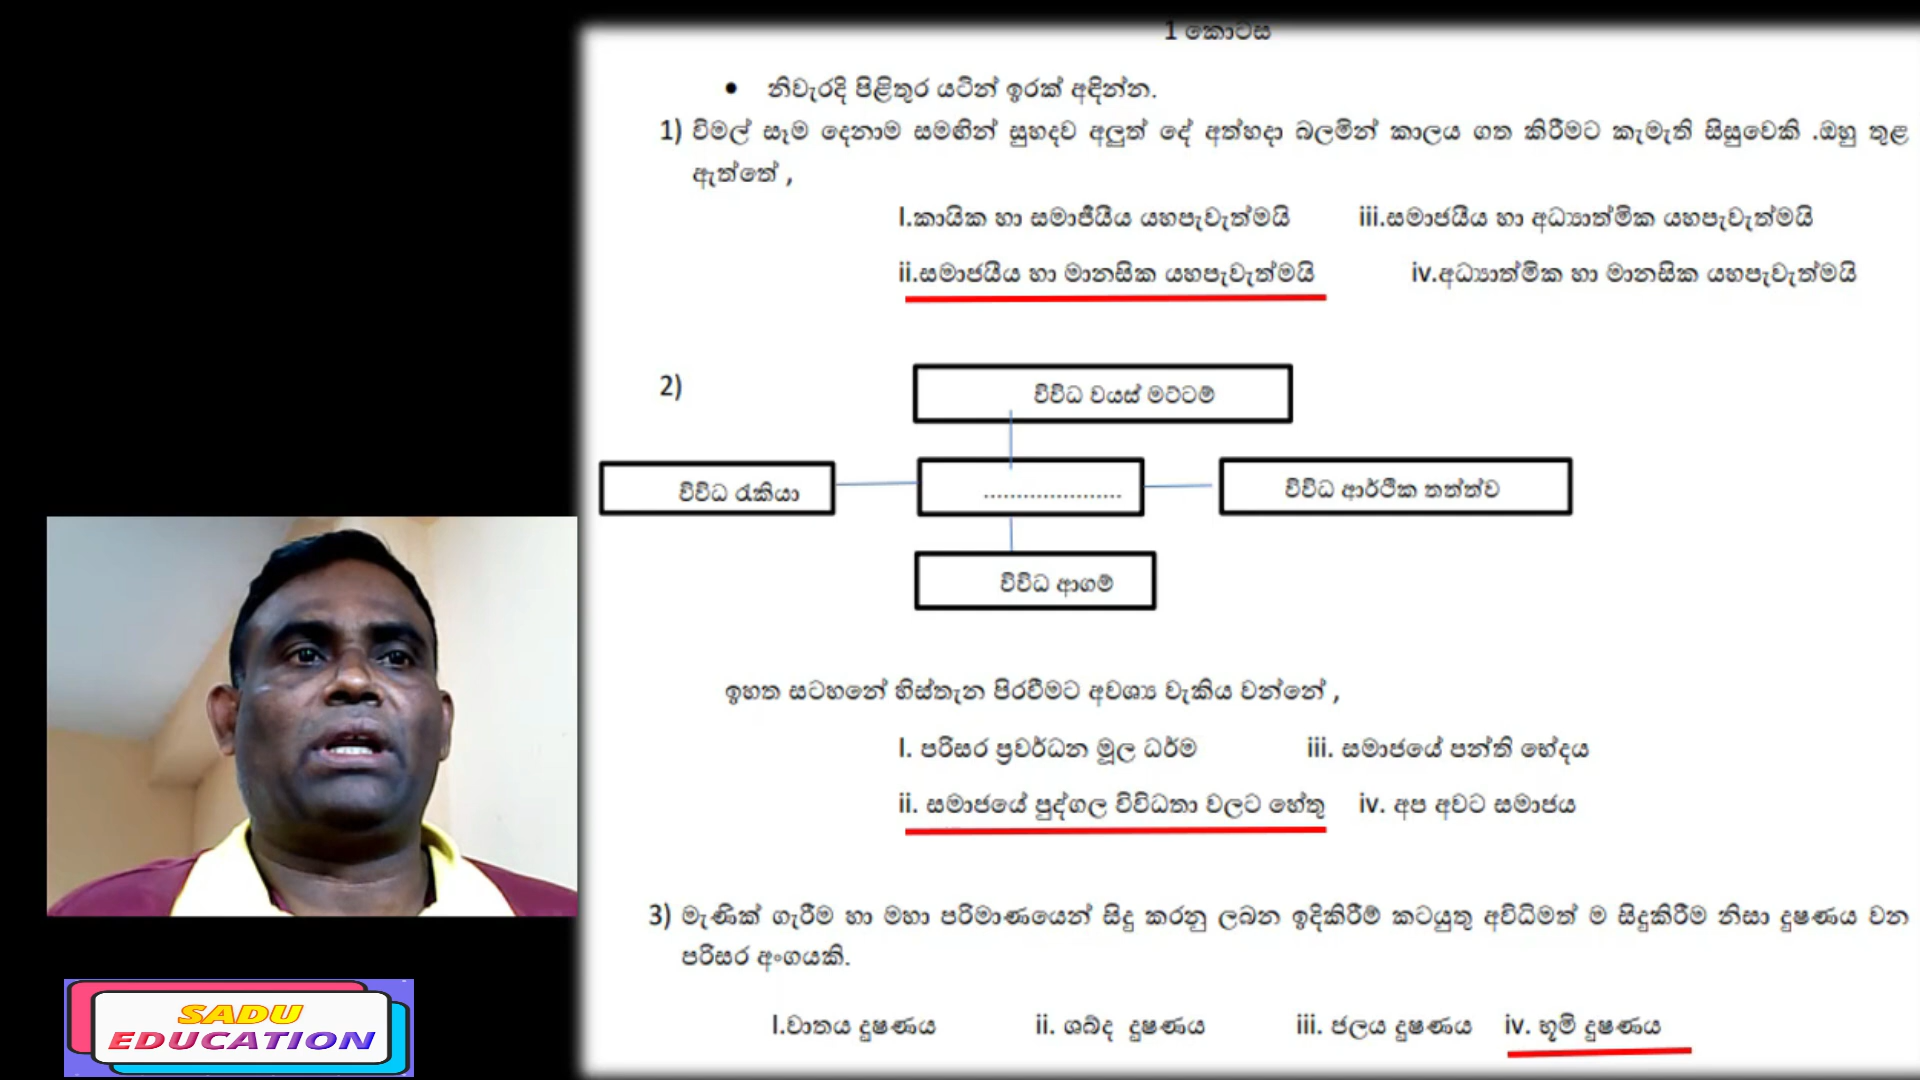 1 කොටස
• නිවැරදි පිළිතුර යටින් ඉරක් අඳින්න.
1) විමල් සෑම දෙනාම සමඟින් සුහදව අලුත් දේ අත්හදා බලමින් කාලය ගත කිරීමට කැමැති සිසුවෙකි .ඔහු තුළ
ඇත්තේ ,
I.කායික හා සමාජීයීය යහපැවැත්මයි iii.සමාජයීය හා අධ්‍යාත්මික යහපැවැත්මයි
ii.සමාජයීය හා මානසික යහපැවැත්මයි iv.අධ්‍යාත්මික හා මානසික යහපැවැත්මයි
2) විවිධ වයස් මට්ටම්
විවිධ රැකියා ..................... විවිධ ආර්ථික තත්ත්ව
විවිධ ආගම්
ඉහත සටහනේ හිස්තැන පිරවීමට අවශ්‍ය වැකිය වන්නේ ,
I. පරිසර ප්‍රවර්ධන මූල ධර්ම iii. සමාජයේ පන්ති භේදය
ii. සමාජයේ පුද්ගල විවිධතා වලට හේතු iv. අප අවට සමාජය
3) මැණික් ගැරීම හා මහා පරිමාණයෙන් සිදු කරනු ලබන ඉදිකිරීම් කටයුතු අවිධිමත් ම සිදුකිරීම නිසා දුෂණය වන
පරිසර අංගයකි.
I.වාතය දුෂණය ii. ශබ්ද දුෂණය iii. ජලය දුෂණය iv. භූමි දුෂණය
SADU
EDUCATION